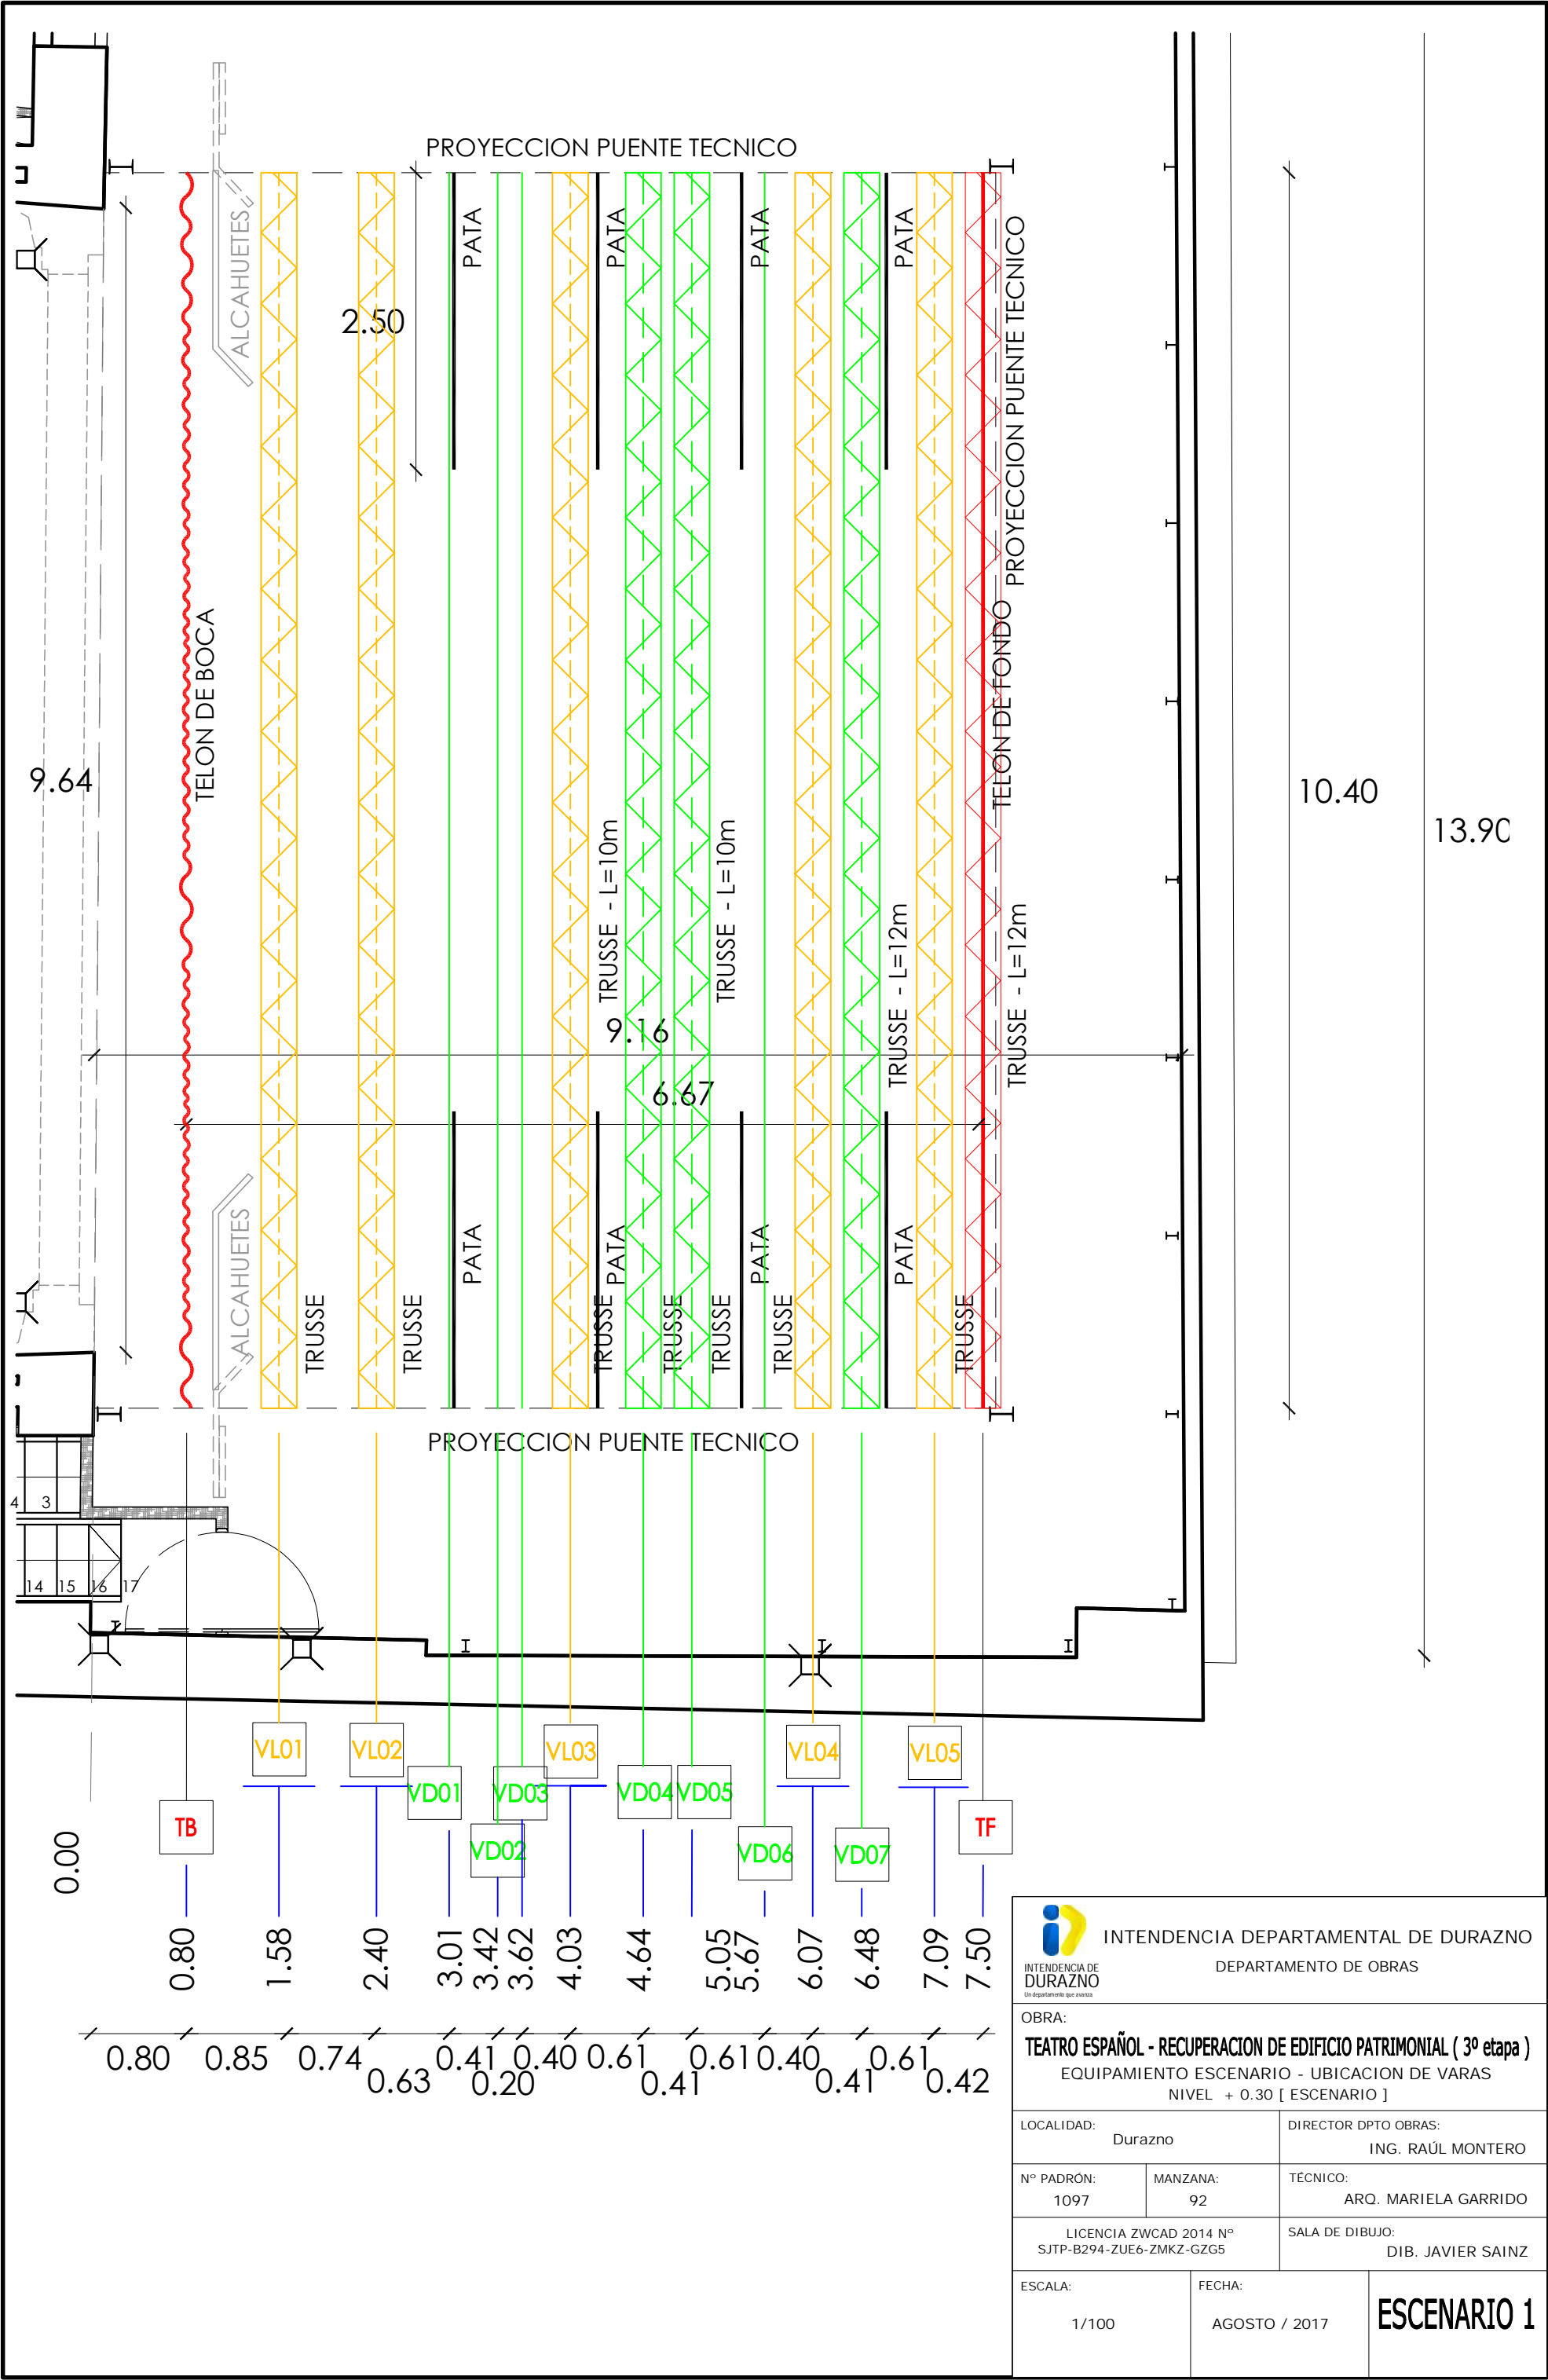 PROYECCION PUENTE TECNICO
ALCAHUETES
PATA
PATA
PATA
PATA
2.50
PROYECCION PUENTE TECNICO
TELON DE BOCA
TELON DE FONDO
9.64
10.40
13.90
TRUSSE - L=10m
TRUSSE - L=10m
TRUSSE - L=12m
TRUSSE - L=12m
9.16
6.67
ALCAHUETES
PATA
PATA
PATA
PATA
TRUSSE
TRUSSE
TRUSSE
TRUSSE
TRUSSE
TRUSSE
TRUSSE
PROYECCION PUENTE TECNICO
4 3
14 15 16 17
VL01 VL02 VL03 VL04 VL05
VD01 VD03 VD04 VD05
TB TF
VD02 VD06 VD07
0.00
0.80 1.58 2.40 3.01 3.42 3.62 4.03 4.64 5.05 5.67 6.07 6.48 7.09 7.50
0.80 0.85 0.74 0.41 0.40 0.61 0.61 0.40 0.61
0.63 0.20 0.41 0.41 0.42
INTENDENCIA DE
DURAZNO
Un departamento que avanza
INTENDENCIA DEPARTAMENTAL DE DURAZNO
DEPARTAMENTO DE OBRAS
OBRA:
TEATRO ESPAÑOL - RECUPERACION DE EDIFICIO PATRIMONIAL ( 3º etapa )
EQUIPAMIENTO ESCENARIO - UBICACION DE VARAS
NIVEL + 0.30 [ ESCENARIO ]
LOCALIDAD:
Durazno
DIRECTOR DPTO OBRAS:
ING. RAÚL MONTERO
Nº PADRÓN:
1097
MANZANA:
92
TÉCNICO:
ARQ. MARIELA GARRIDO
LICENCIA ZWCAD 2014 Nº
SJTP-B294-ZUE6-ZMKZ-GZG5
SALA DE DIBUJO:
DIB. JAVIER SAINZ
ESCALA:
1/100
FECHA:
AGOSTO / 2017
ESCENARIO 1